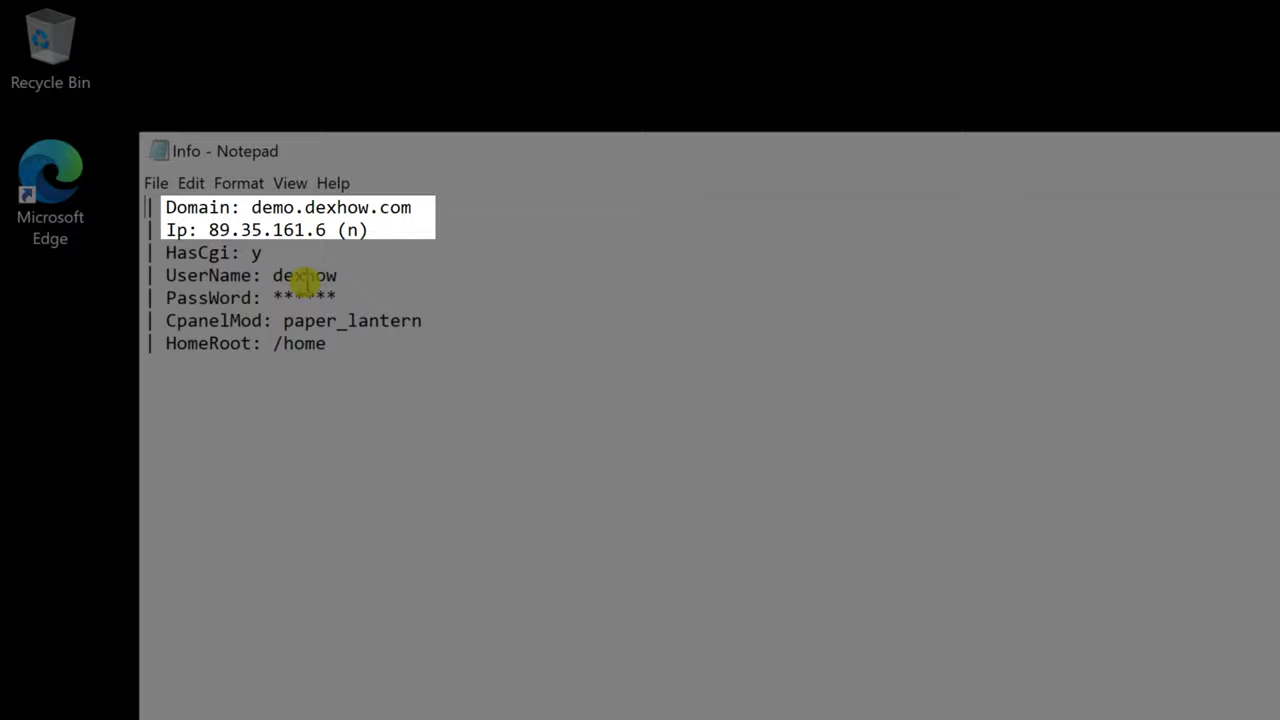 Recycle Bin
Microsoft
Edge
Info - Notepad
File Edit Format View Help
| Domain: demo.dexhow.com
| Ip: 89.35.161.6 (n)
| HasCgi: y
| UserName: dexhow
| PassWord: ******
| CpanelMod: paper_lantern
| HomeRoot: /home